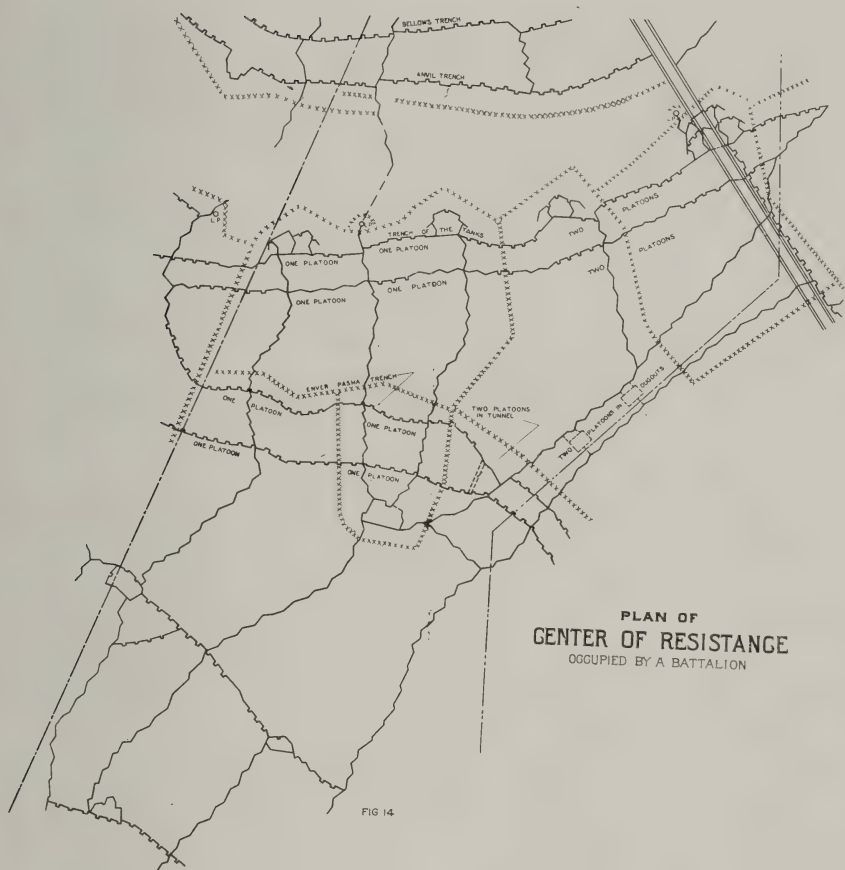 BELLOWS TRENCH
ANVIL TRENCH
TRENCH OF THE TANKS
TWO PLATOONS
ONE PLATOON
ONE PLATOON
TWO PLATOONS
ONE PLATOON
ONE PLATOON
ENVER PASHA TRENCH
ONE PLATOON
TWO PLATOONS
IN TUNNEL
ONE PLATOON
TWO PLATOONS IN DUGOUTS
ONE PLATOON
ONE PLATOON
PLAN OF
CENTER OF RESISTANCE
OCCUPIED BY A BATTALION
FIG 14